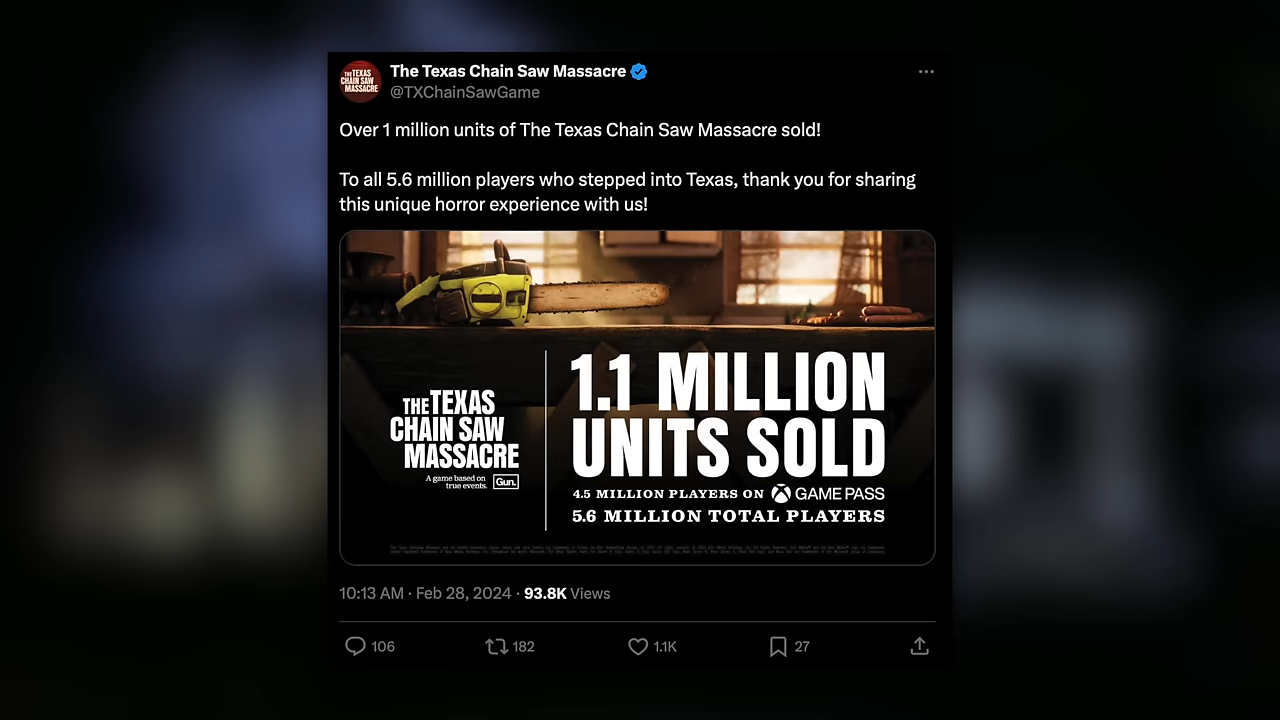 The Texas Chain Saw Massacre
@TXChainSawGame
Over 1 million units of The Texas Chain Saw Massacre sold!
To all 5.6 million players who stepped into Texas, thank you for sharing
this unique horror experience with us!
THE TEXAS
CHAIN SAW
MASSACRE
A game based on
true events.
Gun.
1.1 MILLION
UNITS SOLD
4.5 MILLION PLAYERS ON GAME PASS
5.6 MILLION TOTAL PLAYERS
10:13 AM · Feb 28, 2024 · 93.8K Views
106
182
1.1K
27